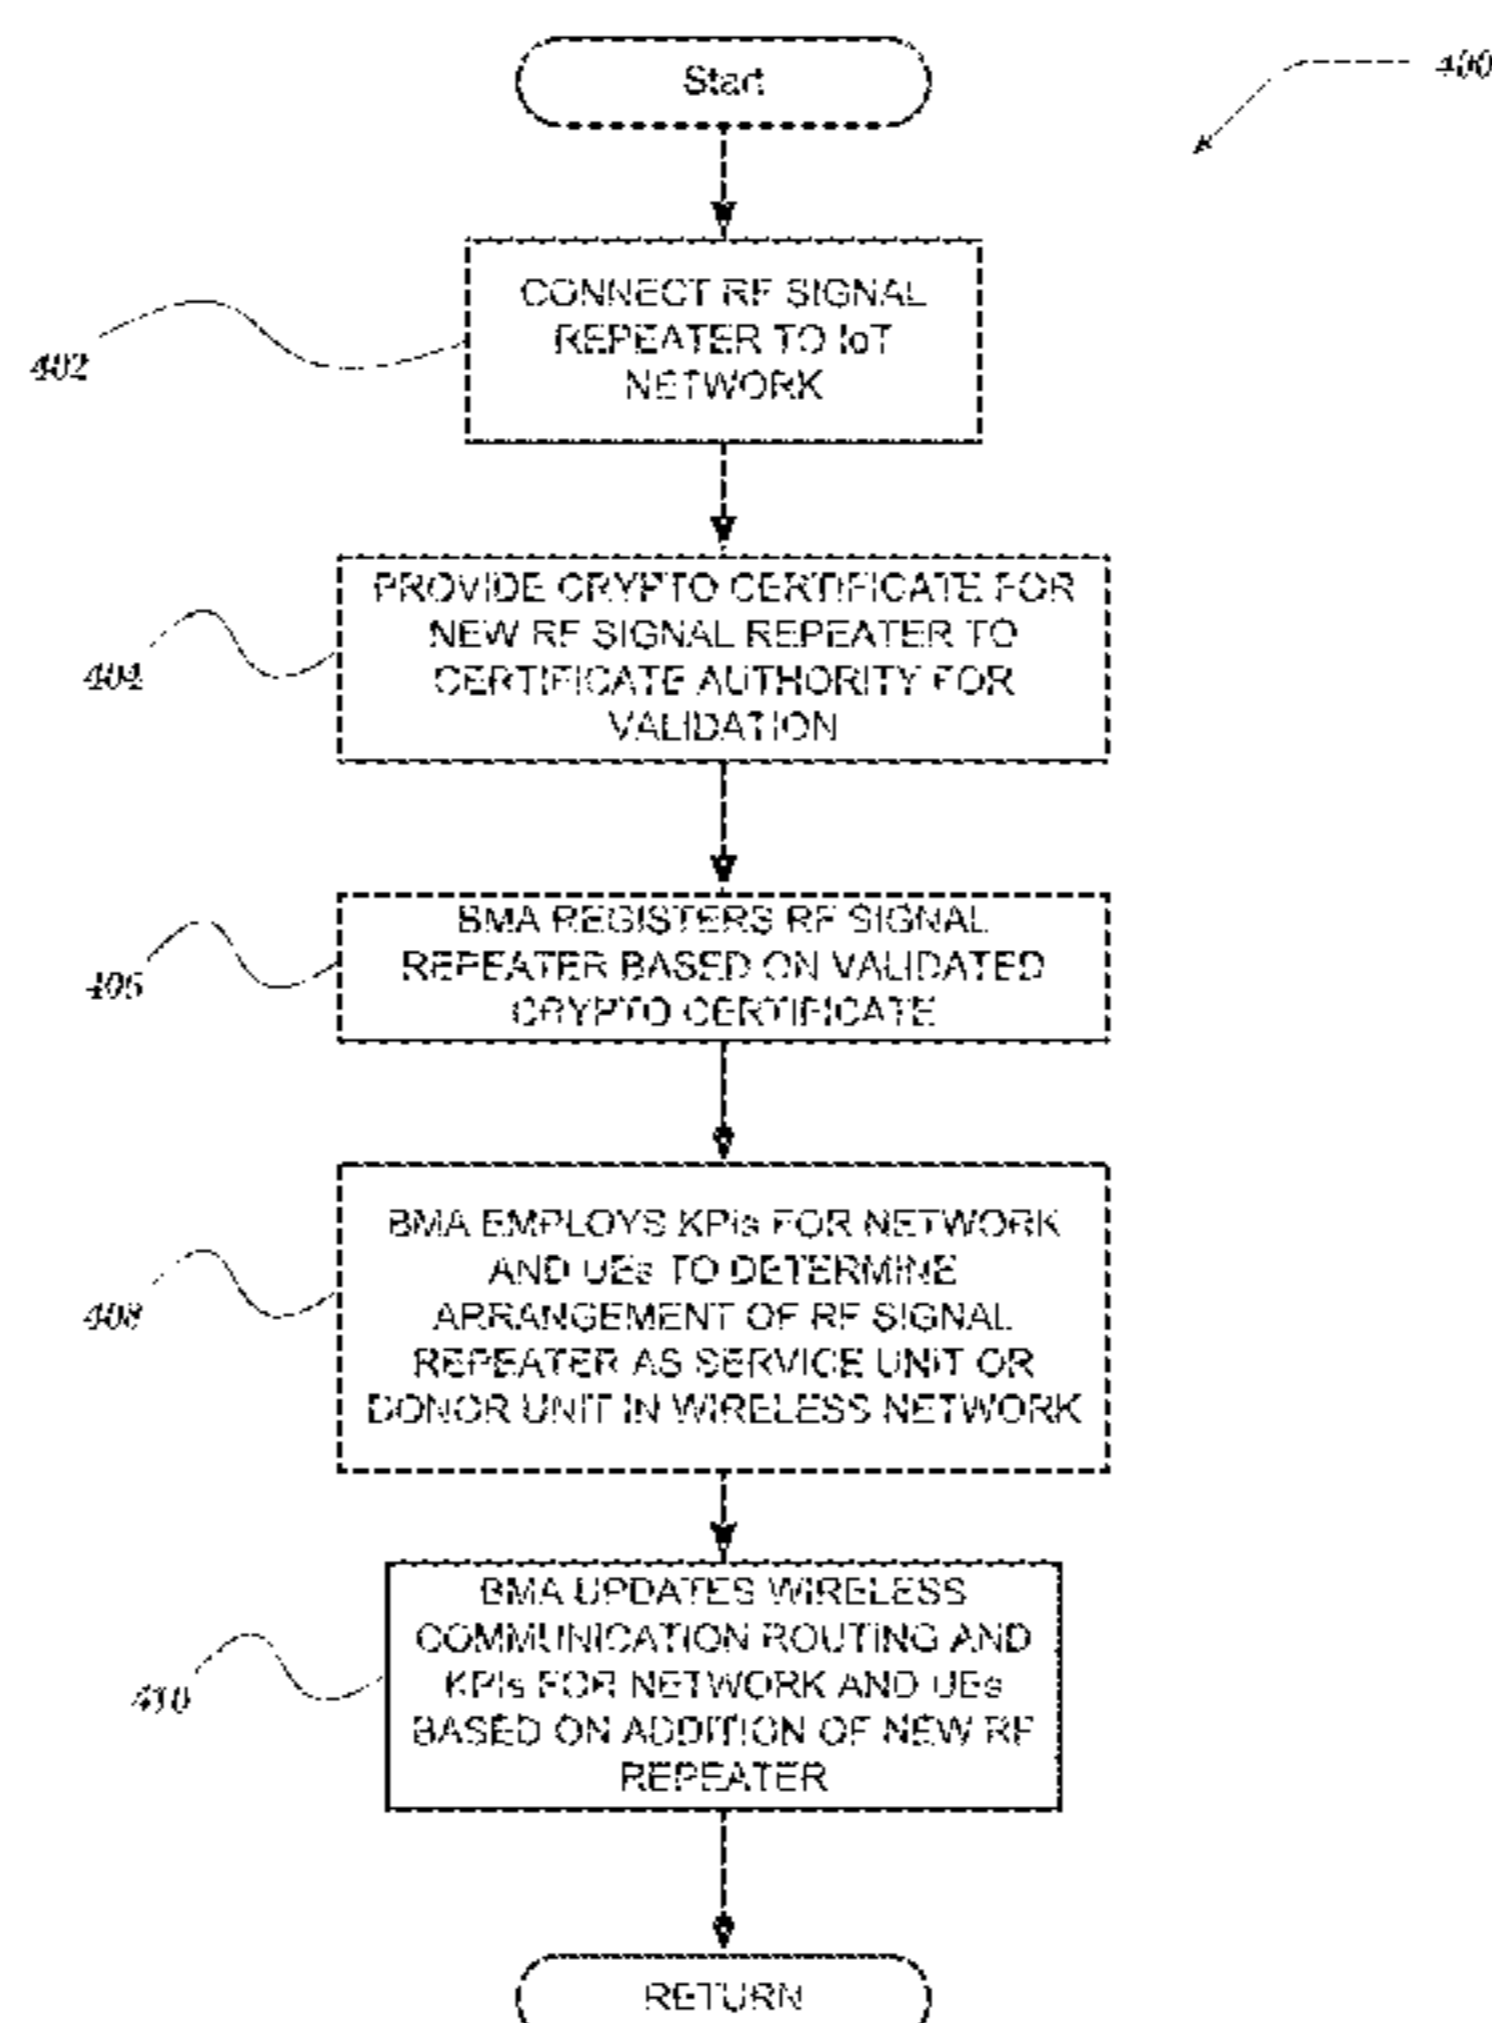 Start
400
CONNECT RF SIGNAL
REPEATER TO IoT
NETWORK
402
PROVIDE CRYPTO CERTIFICATE FOR
NEW RF SIGNAL REPEATER TO
CERTIFICATE AUTHORITY FOR
VALIDATION
404
BMA REGISTERS RF SIGNAL
REPEATER BASED ON VALIDATED
CRYPTO CERTIFICATE
406
BMA EMPLOYS KPIs FOR NETWORK
AND UEs TO DETERMINE
ARRANGEMENT OF RF SIGNAL
REPEATER AS SERVICE UNIT OR
DONOR UNIT IN WIRELESS NETWORK
408
BMA UPDATES WIRELESS
COMMUNICATION ROUTING AND
KPIs FOR NETWORK AND UEs
BASED ON ADDITION OF NEW RF
REPEATER
410
RETURN